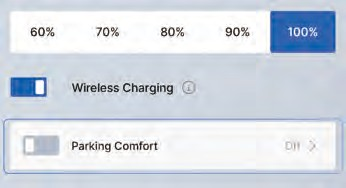 60% 70% 80% 90% 100%
Wireless Charging
Parking Comfort Off